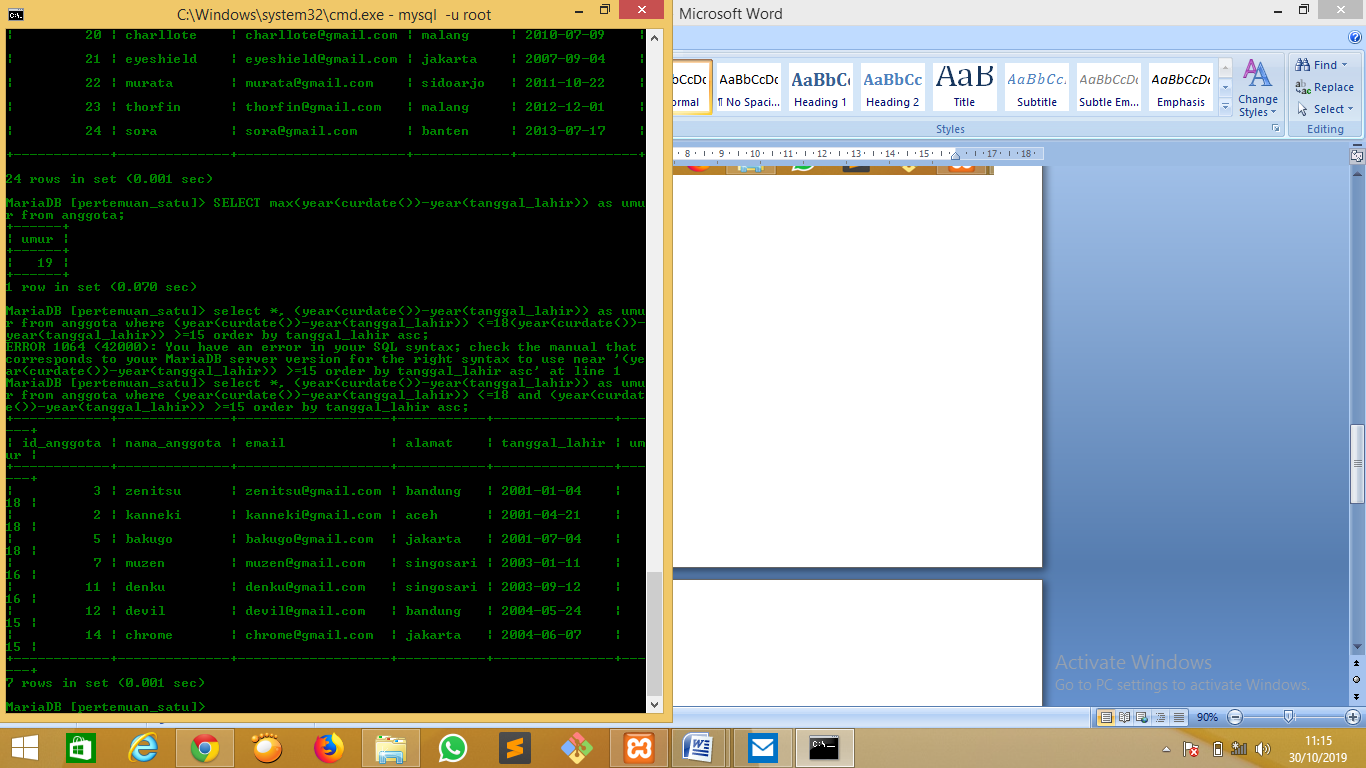 C:\Windows\system32\cmd.exe - mysql  -u root
|         20 | charllote    | charllote@gmail.com | malang    | 2010-07-09    |
|         21 | eyeshield    | eyeshield@gmail.com | jakarta   | 2007-09-04    |
|         22 | murata       | murata@gmail.com    | sidoarjo  | 2011-10-22    |
|         23 | thorfin      | thorfin@gmail.com   | malang    | 2012-12-01    |
|         24 | sora         | sora@gmail.com      | banten    | 2013-07-17    |
24 rows in set (0.001 sec)
MariaDB [pertemuan_satu]> SELECT max(year(curdate())-year(tanggal_lahir)) as umu
r from anggota;
| umur |
|   19 |
1 row in set (0.070 sec)
MariaDB [pertemuan_satu]> select *, (year(curdate())-year(tanggal_lahir)) as umu
r from anggota where (year(curdate())-year(tanggal_lahir)) <=18(year(curdate())-
year(tanggal_lahir)) >=15 order by tanggal_lahir asc;
ERROR 1064 (42000): You have an error in your SQL syntax; check the manual that
corresponds to your MariaDB server version for the right syntax to use near '(ye
ar(curdate())-year(tanggal_lahir)) >=15 order by tanggal_lahir asc' at line 1
MariaDB [pertemuan_satu]> select *, (year(curdate())-year(tanggal_lahir)) as umu
r from anggota where (year(curdate())-year(tanggal_lahir)) <=18 and (year(curdat
e())-year(tanggal_lahir)) >=15 order by tanggal_lahir asc;
| id_anggota | nama_anggota | email             | alamat    | tanggal_lahir | um
ur |
|          3 | zenitsu      | zenitsu@gmail.com | bandung   | 2001-01-04    |
18 |
|          2 | kanneki      | kanneki@gmail.com | aceh      | 2001-04-21    |
18 |
|          5 | bakugo       | bakugo@gmail.com  | jakarta   | 2001-07-04    |
18 |
|          7 | muzen        | muzen@gmail.com   | singosari | 2003-01-11    |
16 |
|         11 | denku        | denku@gmail.com   | singosari | 2003-09-12    |
16 |
|         12 | devil        | devil@gmail.com   | bandung   | 2004-05-24    |
15 |
|         14 | chrome       | chrome@gmail.com  | jakarta   | 2004-06-07    |
15 |
7 rows in set (0.001 sec)
MariaDB [pertemuan_satu]>
Microsoft Word
AaBbCcDc AaBbCc AaBbCc AaB AaBbCc. AaBbCcDc AaBbCcDc
¶ No Spaci... Heading 1 Heading 2 Title Subtitle Subtle Em... Emphasis
Change
Styles
Find
Replace
Select
Styles
Editing
8 9 10 11 12 13 14 15 17 18
Activate Windows
Go to PC settings to activate Windows.
90%
11:15
30/10/2019